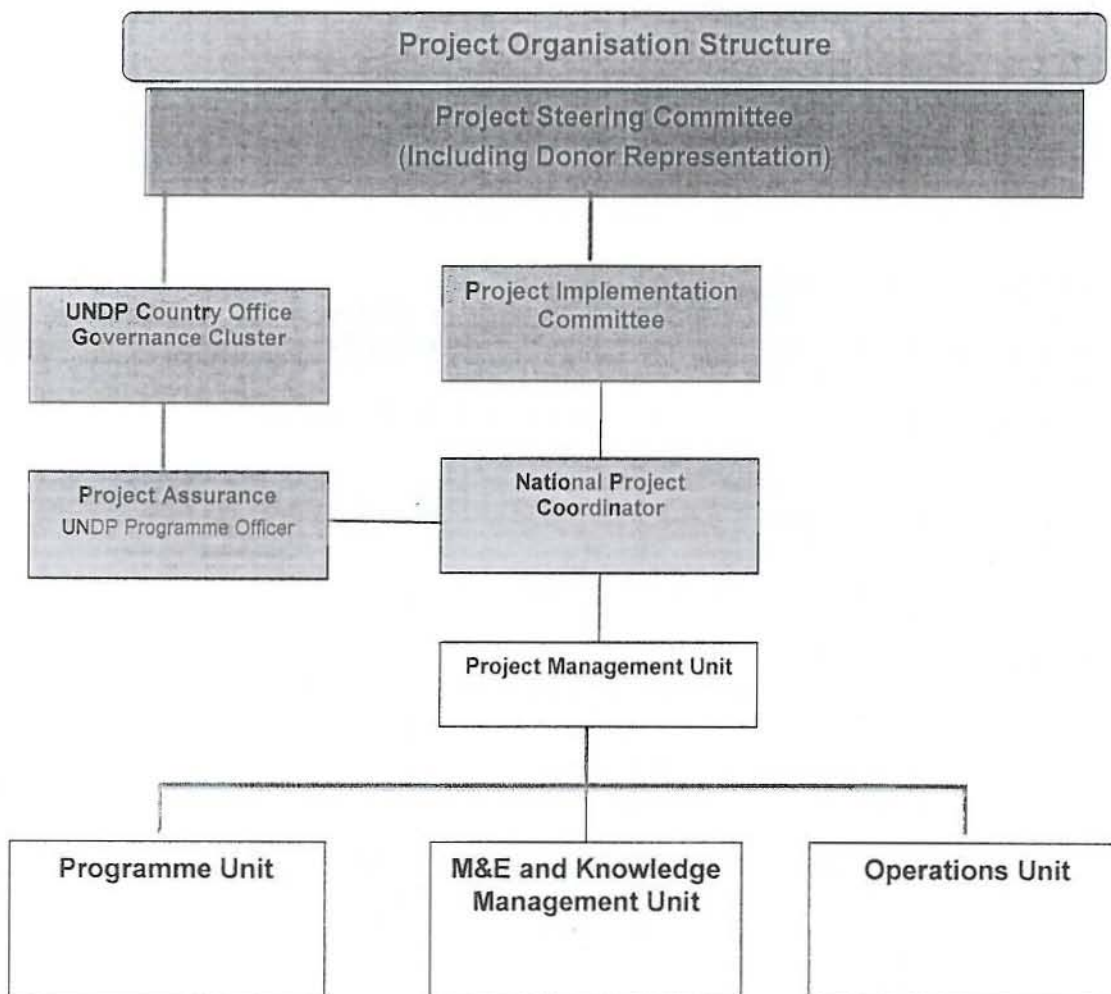 Project Organisation Structure
Project Steering Committee
(Including Donor Representation)
UNDP Country Office
Governance Cluster
Project Implementation
Committee
Project Assurance
UNDP Programme Officer
National Project
Coordinator
Project Management Unit
Programme Unit
M&E and Knowledge
Management Unit
Operations Unit